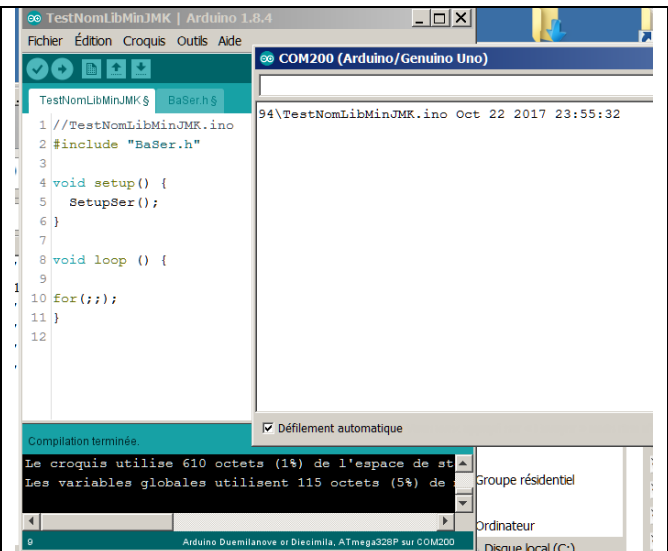 TestNomLibMinJMK | Arduino 1.8.4
Fichier Édition Croquis Outils Aide
TestNomLibMinJMK § BaSer.h §
1 //TestNomLibMinJMK.ino
2 #include "BaSer.h"
3
4 void setup() {
5 SetupSer();
6 }
7
8 void loop () {
9
10 for(;;);
11 }
12
COM200 (Arduino/Genuino Uno)
94\TestNomLibMinJMK.ino Oct 22 2017 23:55:32
Défilement automatique
Compilation terminée.
Le croquis utilise 610 octets (1%) de l'espace de st
Les variables globales utilisent 115 octets (5%) de
9 Arduino Duemilanove or Diecimila, ATmega328P sur COM200
Groupe résidentiel
Ordinateur
Disque local (C:)